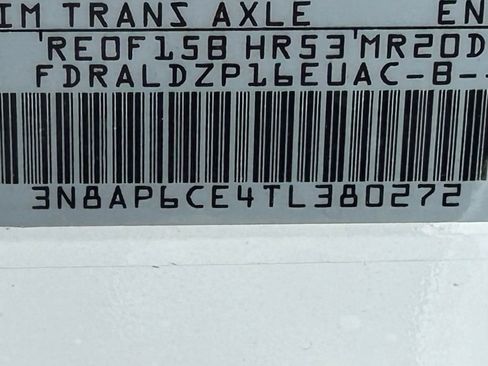 IM TRANS AXLE EN
REOF15B HR53 MR20D
FDRALDZP16EUAC-B--
3N8AP6CE4TL380272